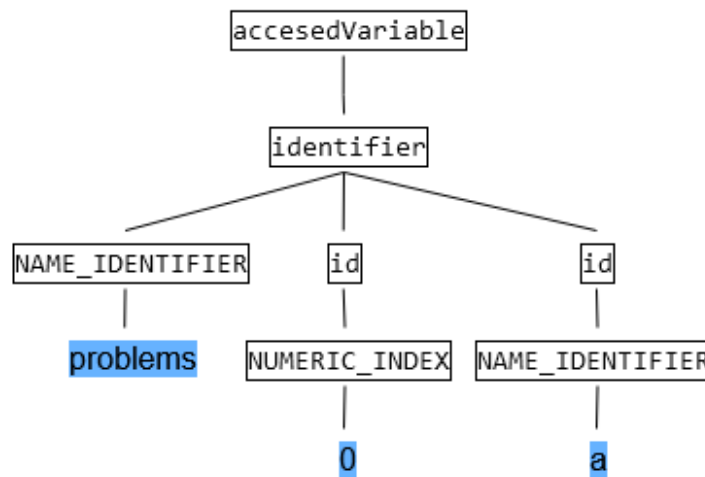 accesedVariable
identifier
NAME_IDENTIFIER id id
problems NUMERIC_INDEX NAME_IDENTIFIER
0 a